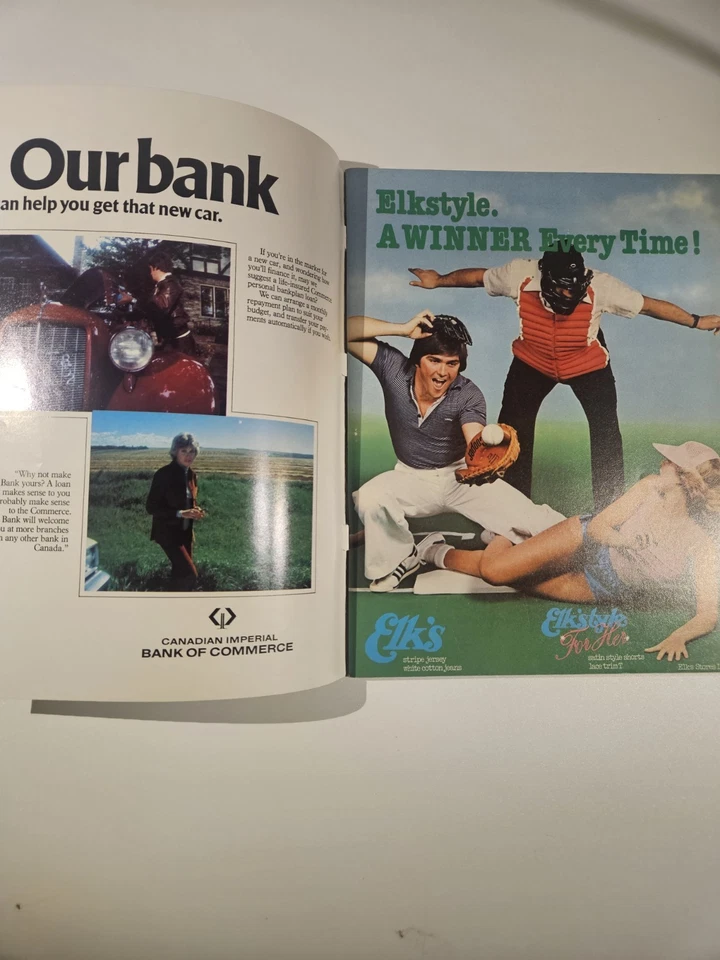 Our bank
an help you get that new car.
If you're in the market for
a new car, and wondering how
you'll finance it, may we
suggest a life-insured Commerce
personal bankplan loan?
We can arrange a monthly
repayment plan to suit your
budget, and transfer your pay-
ments automatically if you wish.
"Why not make
Bank yours? A loan
makes sense to you
robably make sense
to the Commerce.
Bank will welcome
u at more branches
n any other bank in
Canada."
CANADIAN IMPERIAL
BANK OF COMMERCE
Elkstyle.
A WINNER Every Time!
Elk's
stripe jersey
white cotton jeans
Elkstyle
For Her
satin style shorts
lace trim T
Elks Stores